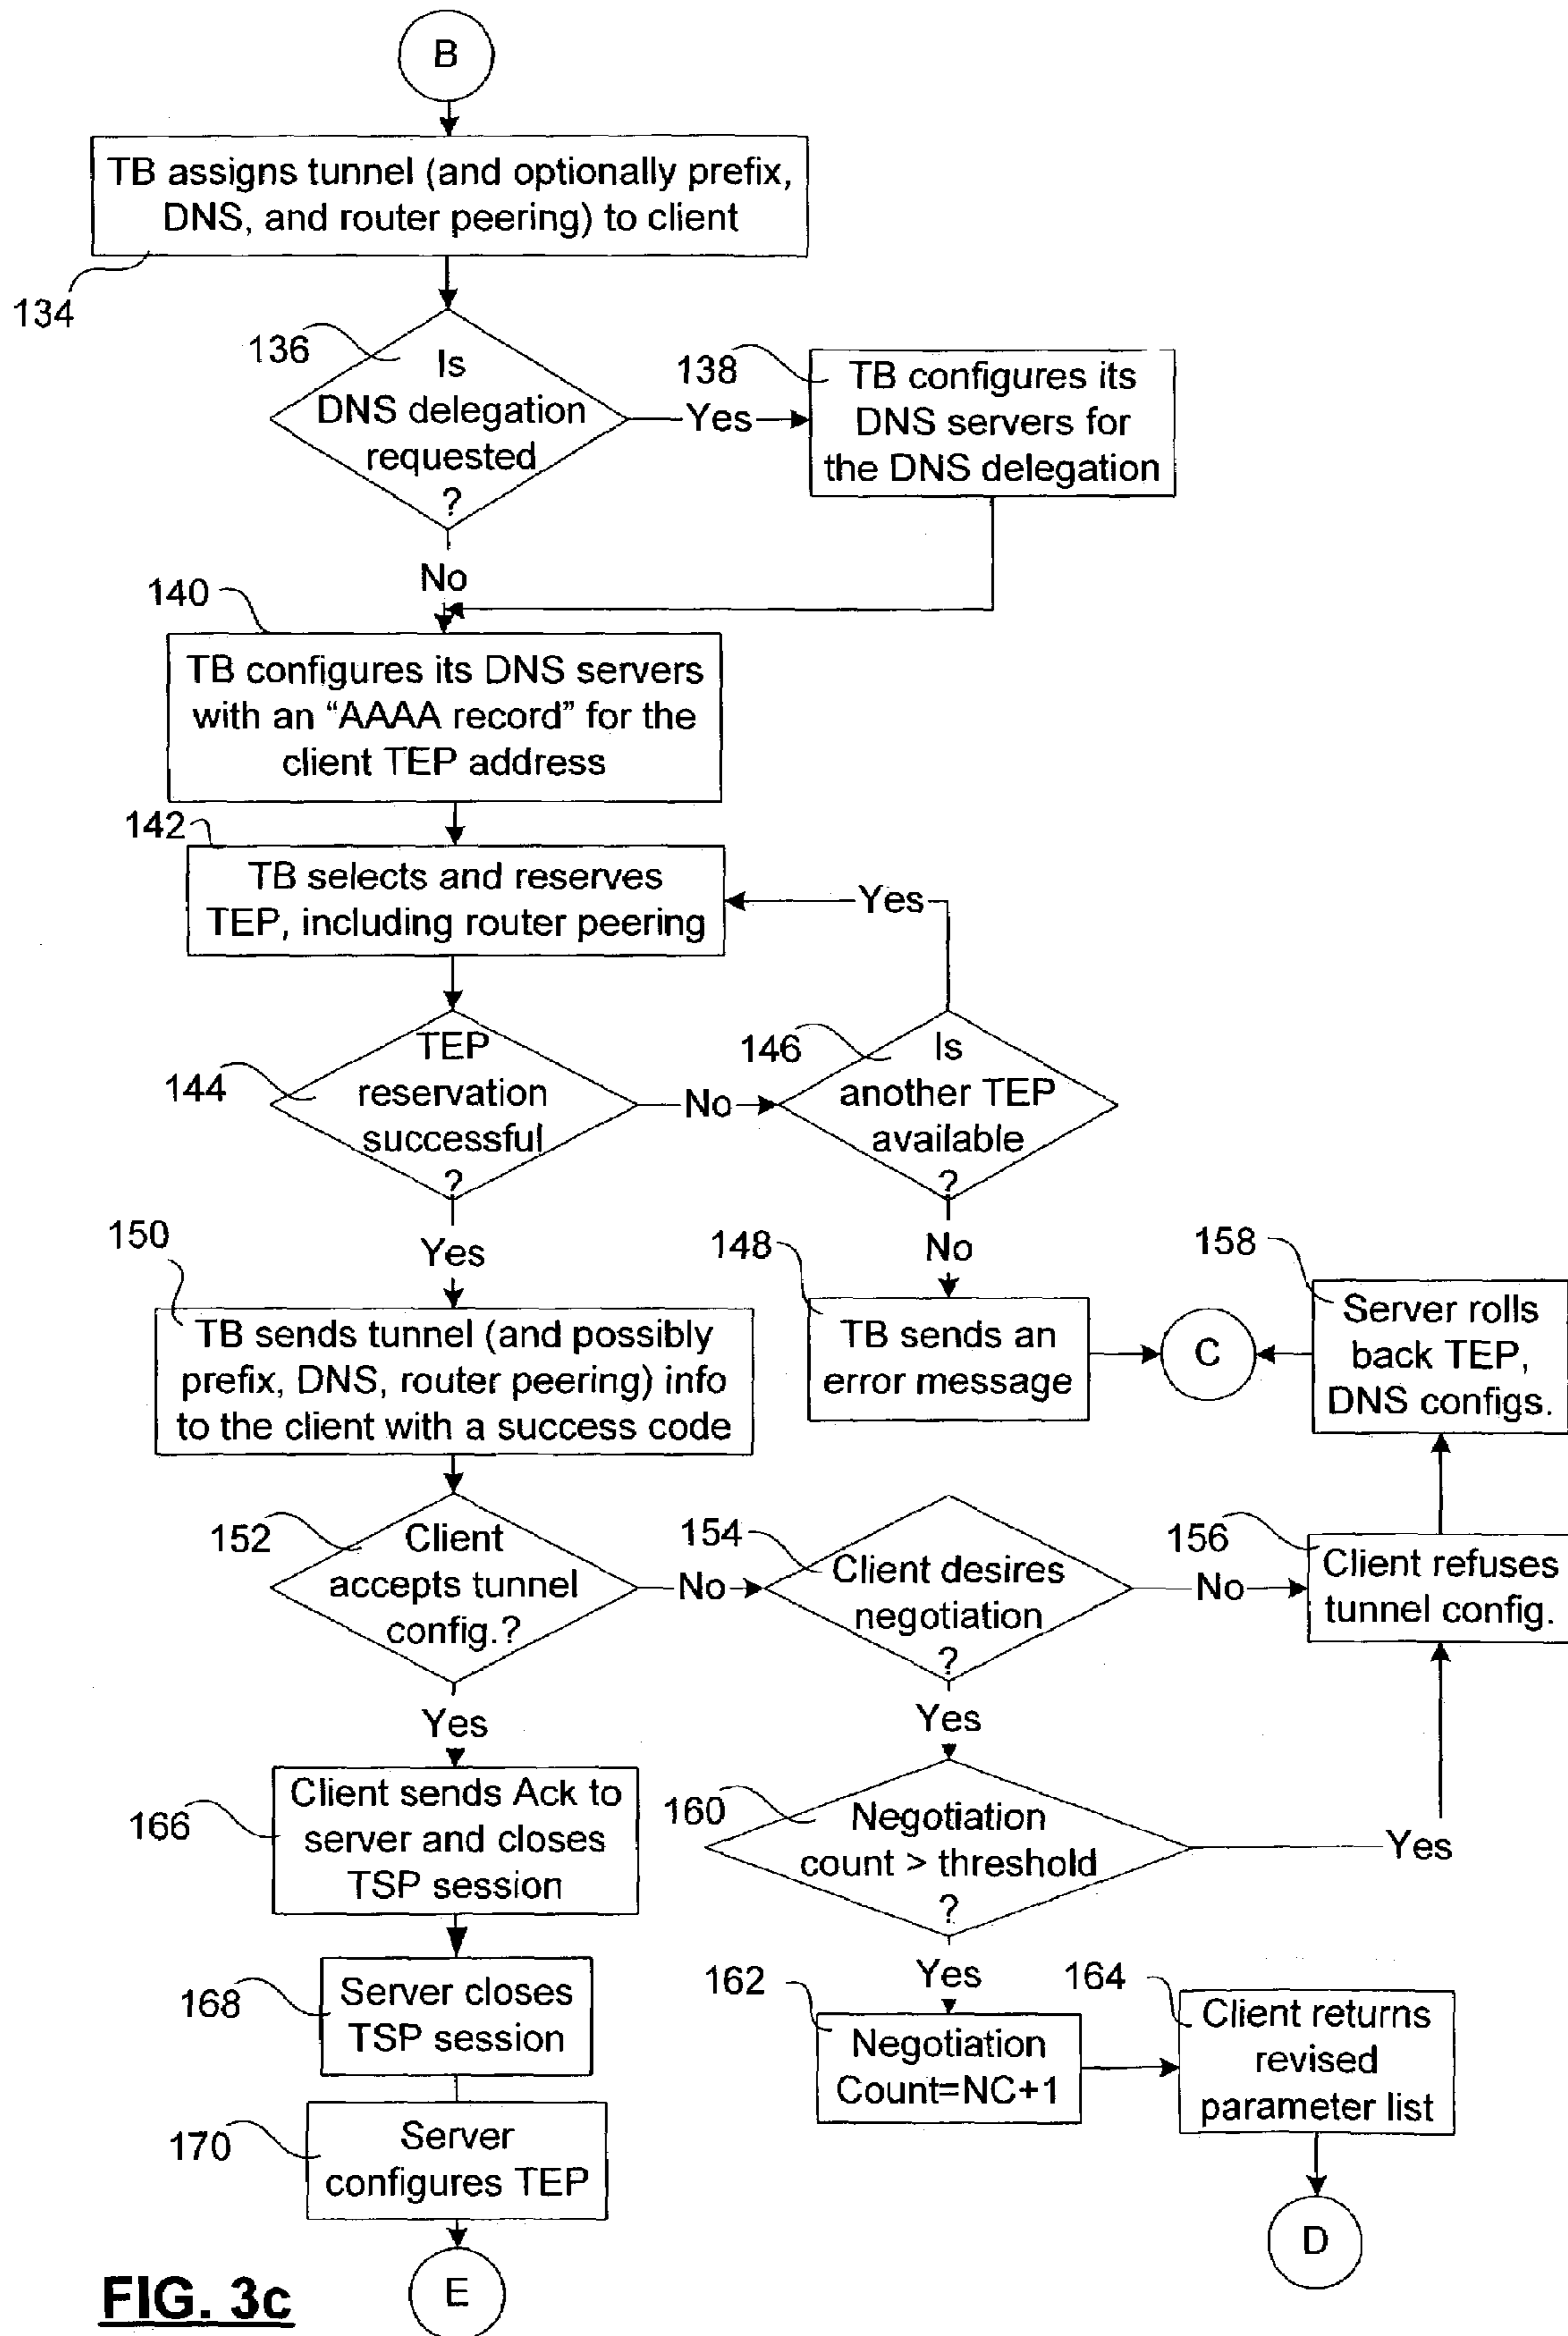 B
TB assigns tunnel (and optionally prefix,
DNS, and router peering) to client
134
136
Is
DNS delegation
requested
?
Yes
138
TB configures its
DNS servers for
the DNS delegation
No
140
TB configures its DNS servers
with an “AAAA record” for the
client TEP address
142
TB selects and reserves
TEP, including router peering
Yes
144
TEP
reservation
successful
?
No
146
Is
another TEP
available
?
Yes
No
150
TB sends tunnel (and possibly
prefix, DNS, router peering) info
to the client with a success code
148
TB sends an
error message
C
158
Server rolls
back TEP,
DNS configs.
152
Client
accepts tunnel
config.?
No
154
Client desires
negotiation
?
No
156
Client refuses
tunnel config.
Yes
Yes
166
Client sends Ack to
server and closes
TSP session
160
Negotiation
count > threshold
?
Yes
168
Server closes
TSP session
Yes
162
Negotiation
Count=NC+1
164
Client returns
revised
parameter list
170
Server
configures TEP
D
E
FIG. 3c